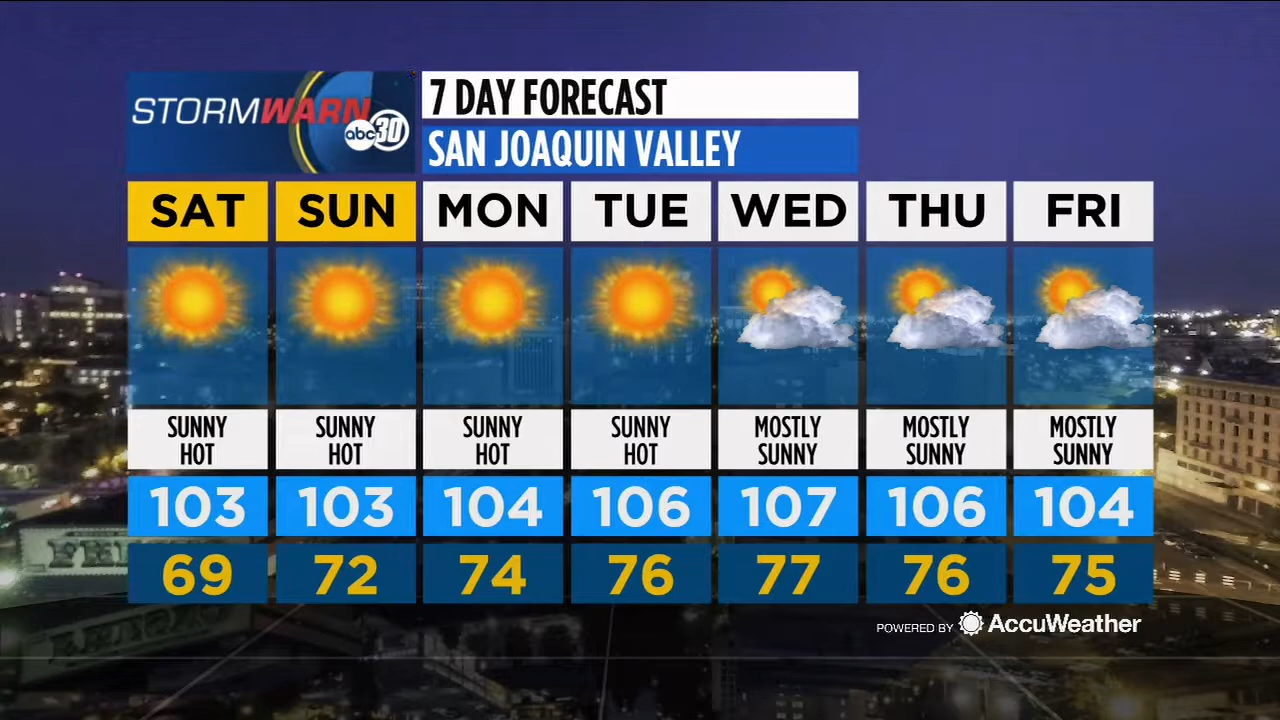 STORMWARN
abc30
7 DAY FORECAST
SAN JOAQUIN VALLEY
SAT SUN MON TUE WED THU FRI
SUNNY SUNNY SUNNY SUNNY MOSTLY MOSTLY MOSTLY
HOT HOT HOT HOT SUNNY SUNNY SUNNY
103 103 104 106 107 106 104
69 72 74 76 77 76 75
POWERED BY AccuWeather